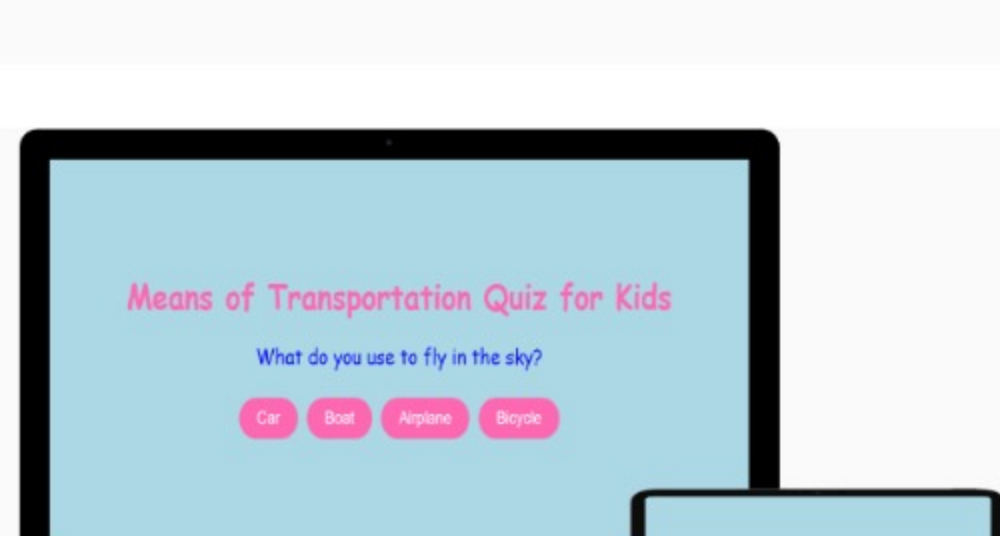 Means of Transportation Quiz for Kids
What do you use to fly in the sky?
Car Boat Airplane Bicycle